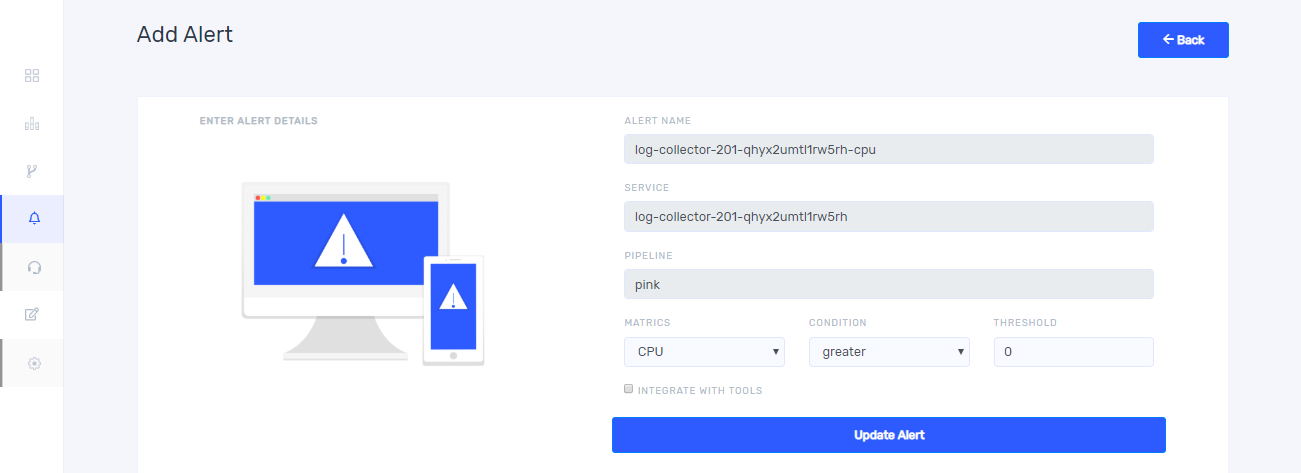 Add Alert
Back
ENTER ALERT DETAILS
ALERT NAME
log-collector-201-qhyx2umtl1rw5rh-cpu
SERVICE
log-collector-201-qhyx2umtl1rw5rh
PIPELINE
pink
MATRICS CONDITION THRESHOLD
CPU greater 0
INTEGRATE WITH TOOLS
Update Alert